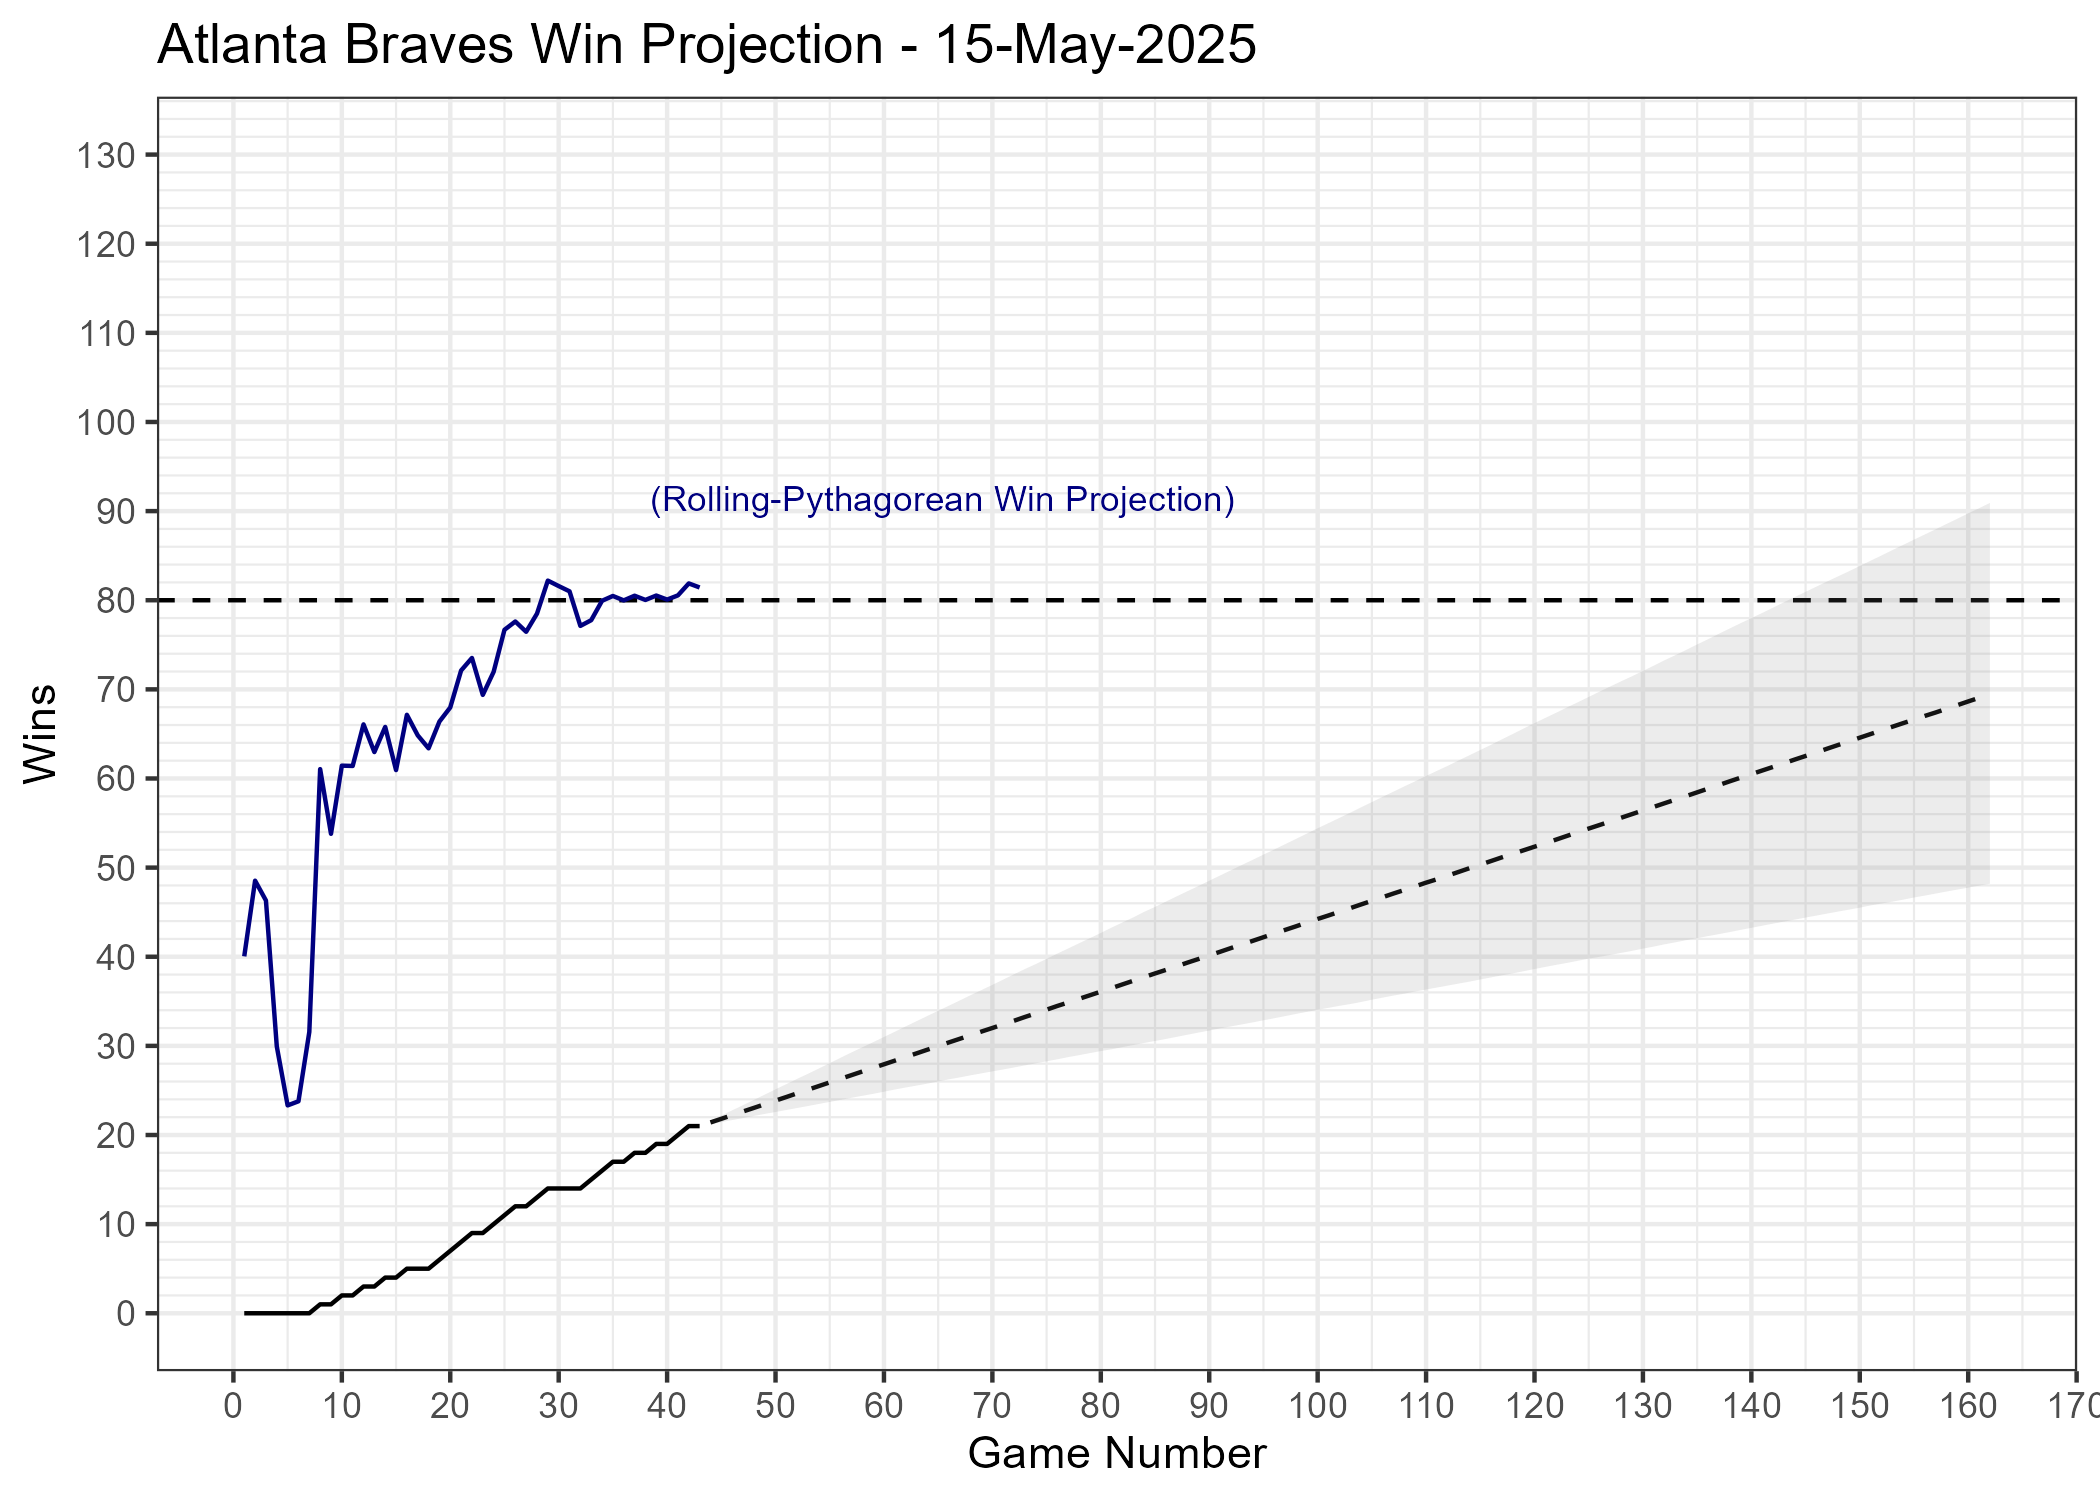 Atlanta Braves Win Projection - 15-May-2025
130
120
110
100
90
80
70
60
50
40
30
20
10
0
Wins
(Rolling-Pythagorean Win Projection)
0 10 20 30 40 50 60 70 80 90 100 110 120 130 140 150 160 170
Game Number